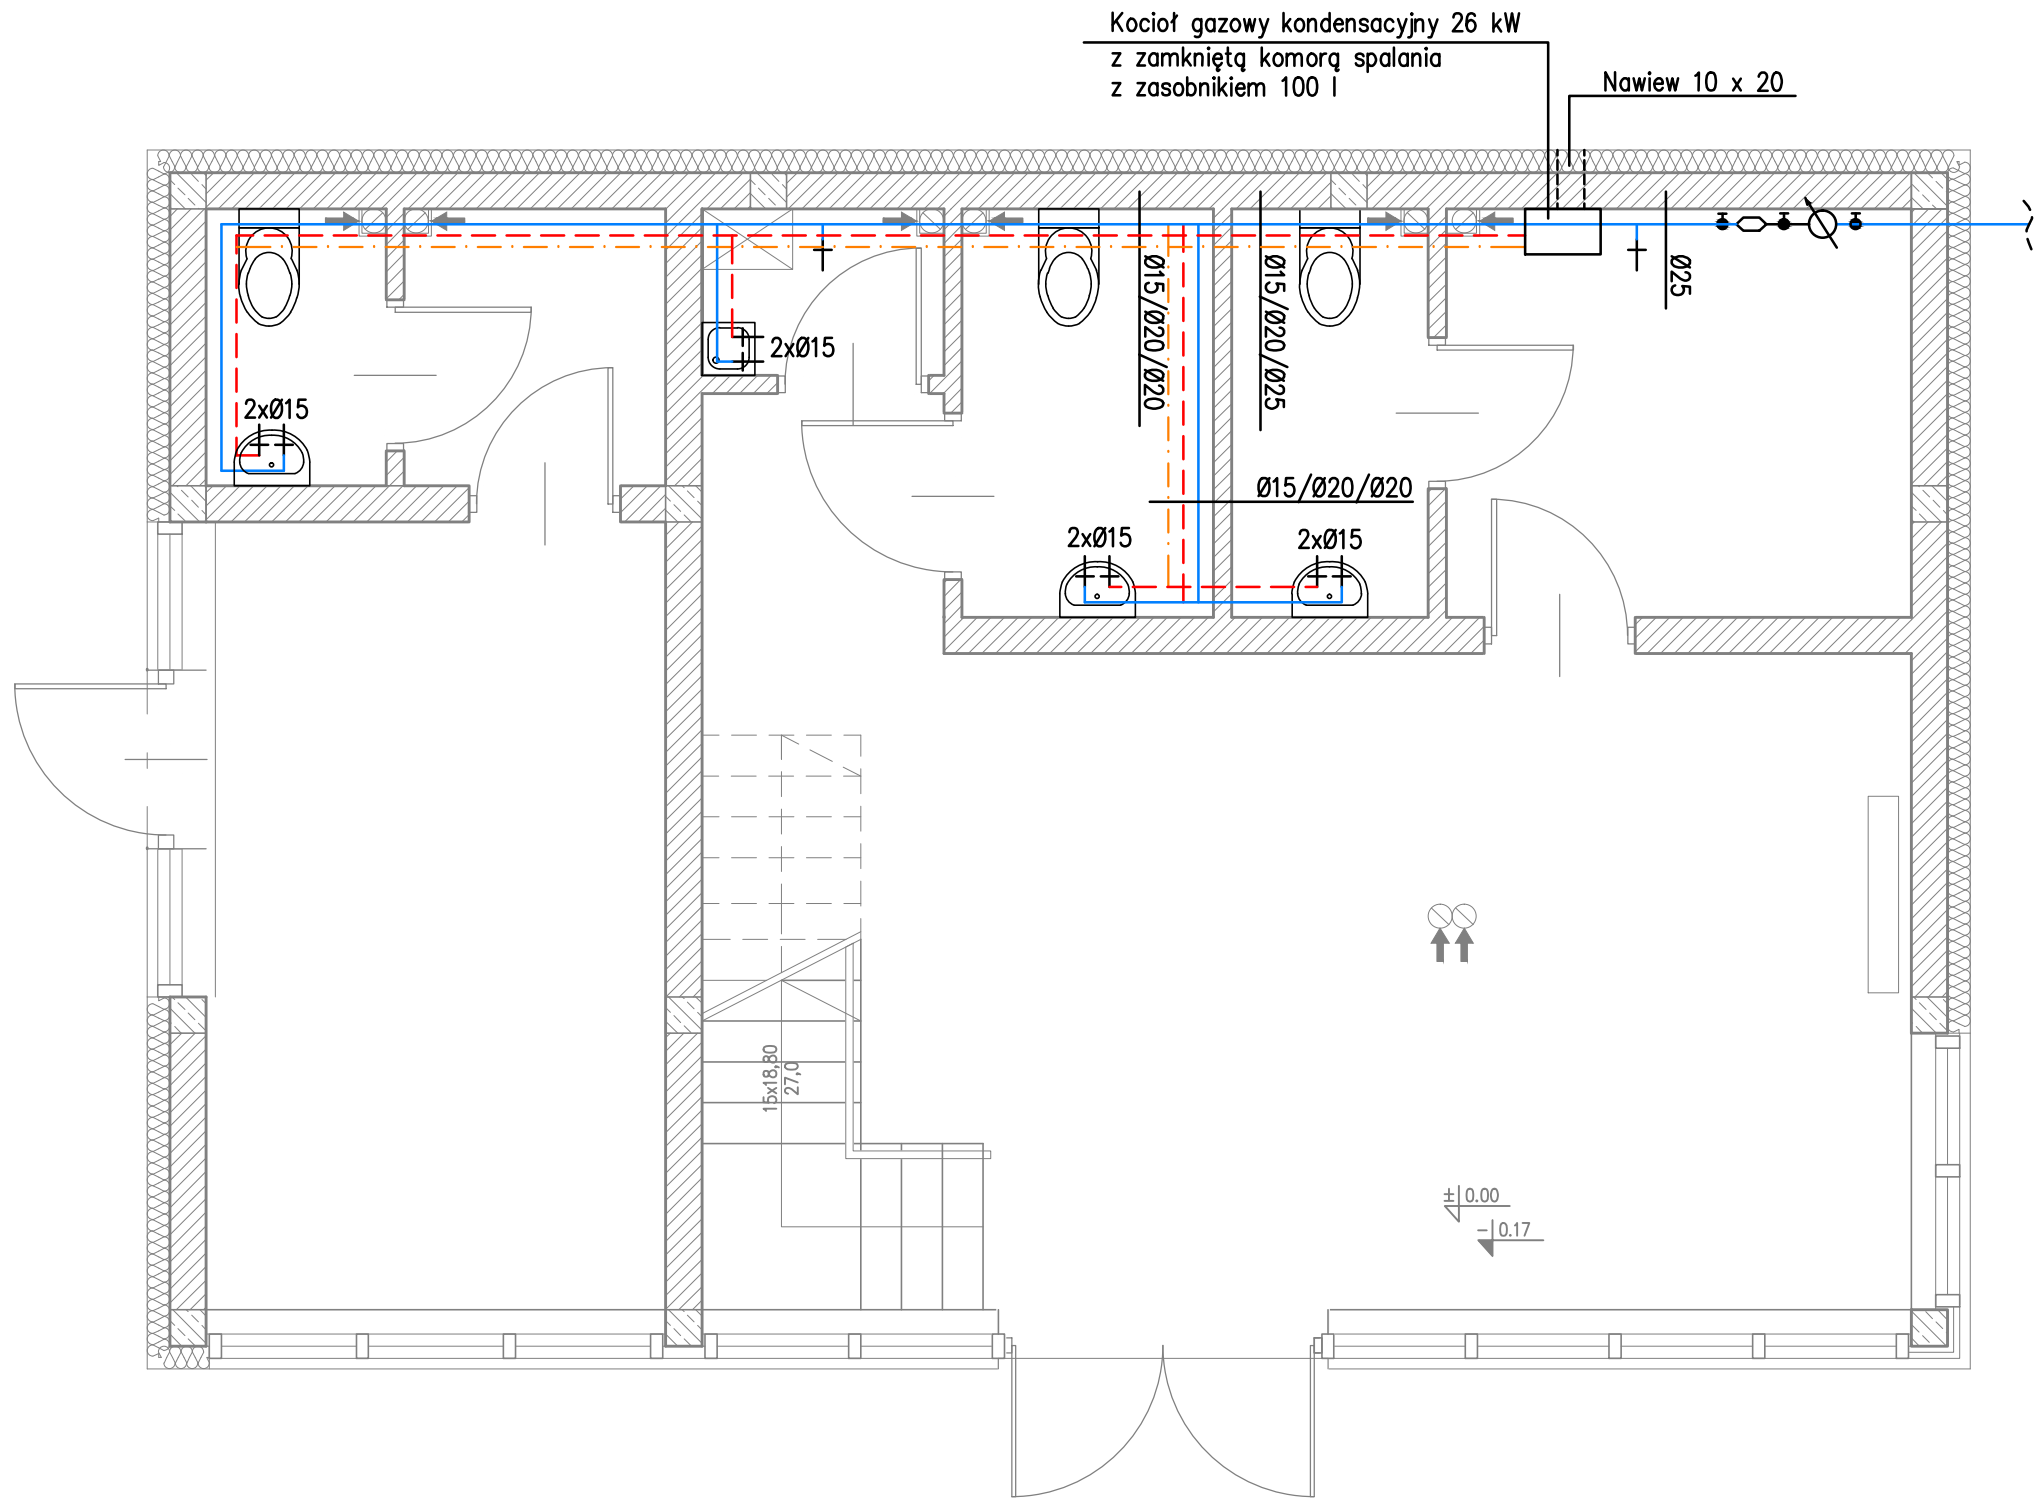 Kocioł gazowy kondensacyjny 26 kW
z zamkniętą komorą spalania
z zasobnikiem 100 l
Nawiew 10 x 20
Ø15/Ø20/Ø20
Ø15/Ø20/Ø25
Ø25
2xØ15
2xØ15
Ø15/Ø20/Ø20
2xØ15
2xØ15
15x18,80
27,0
± 0.00
- 0.17